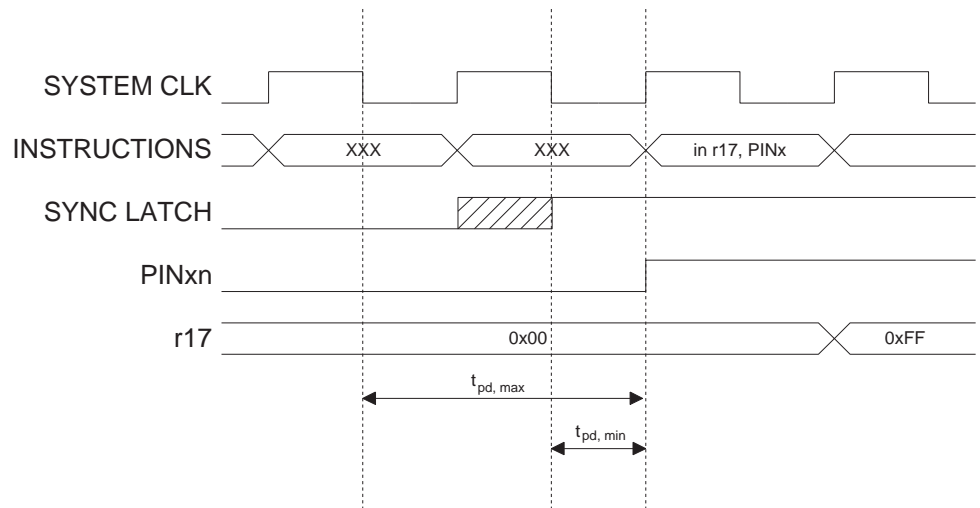 SYSTEM CLK
INSTRUCTIONS XXX XXX in r17, PINx
SYNC LATCH
PINxn
r17 0x00 0xFF
tpd, max
tpd, min